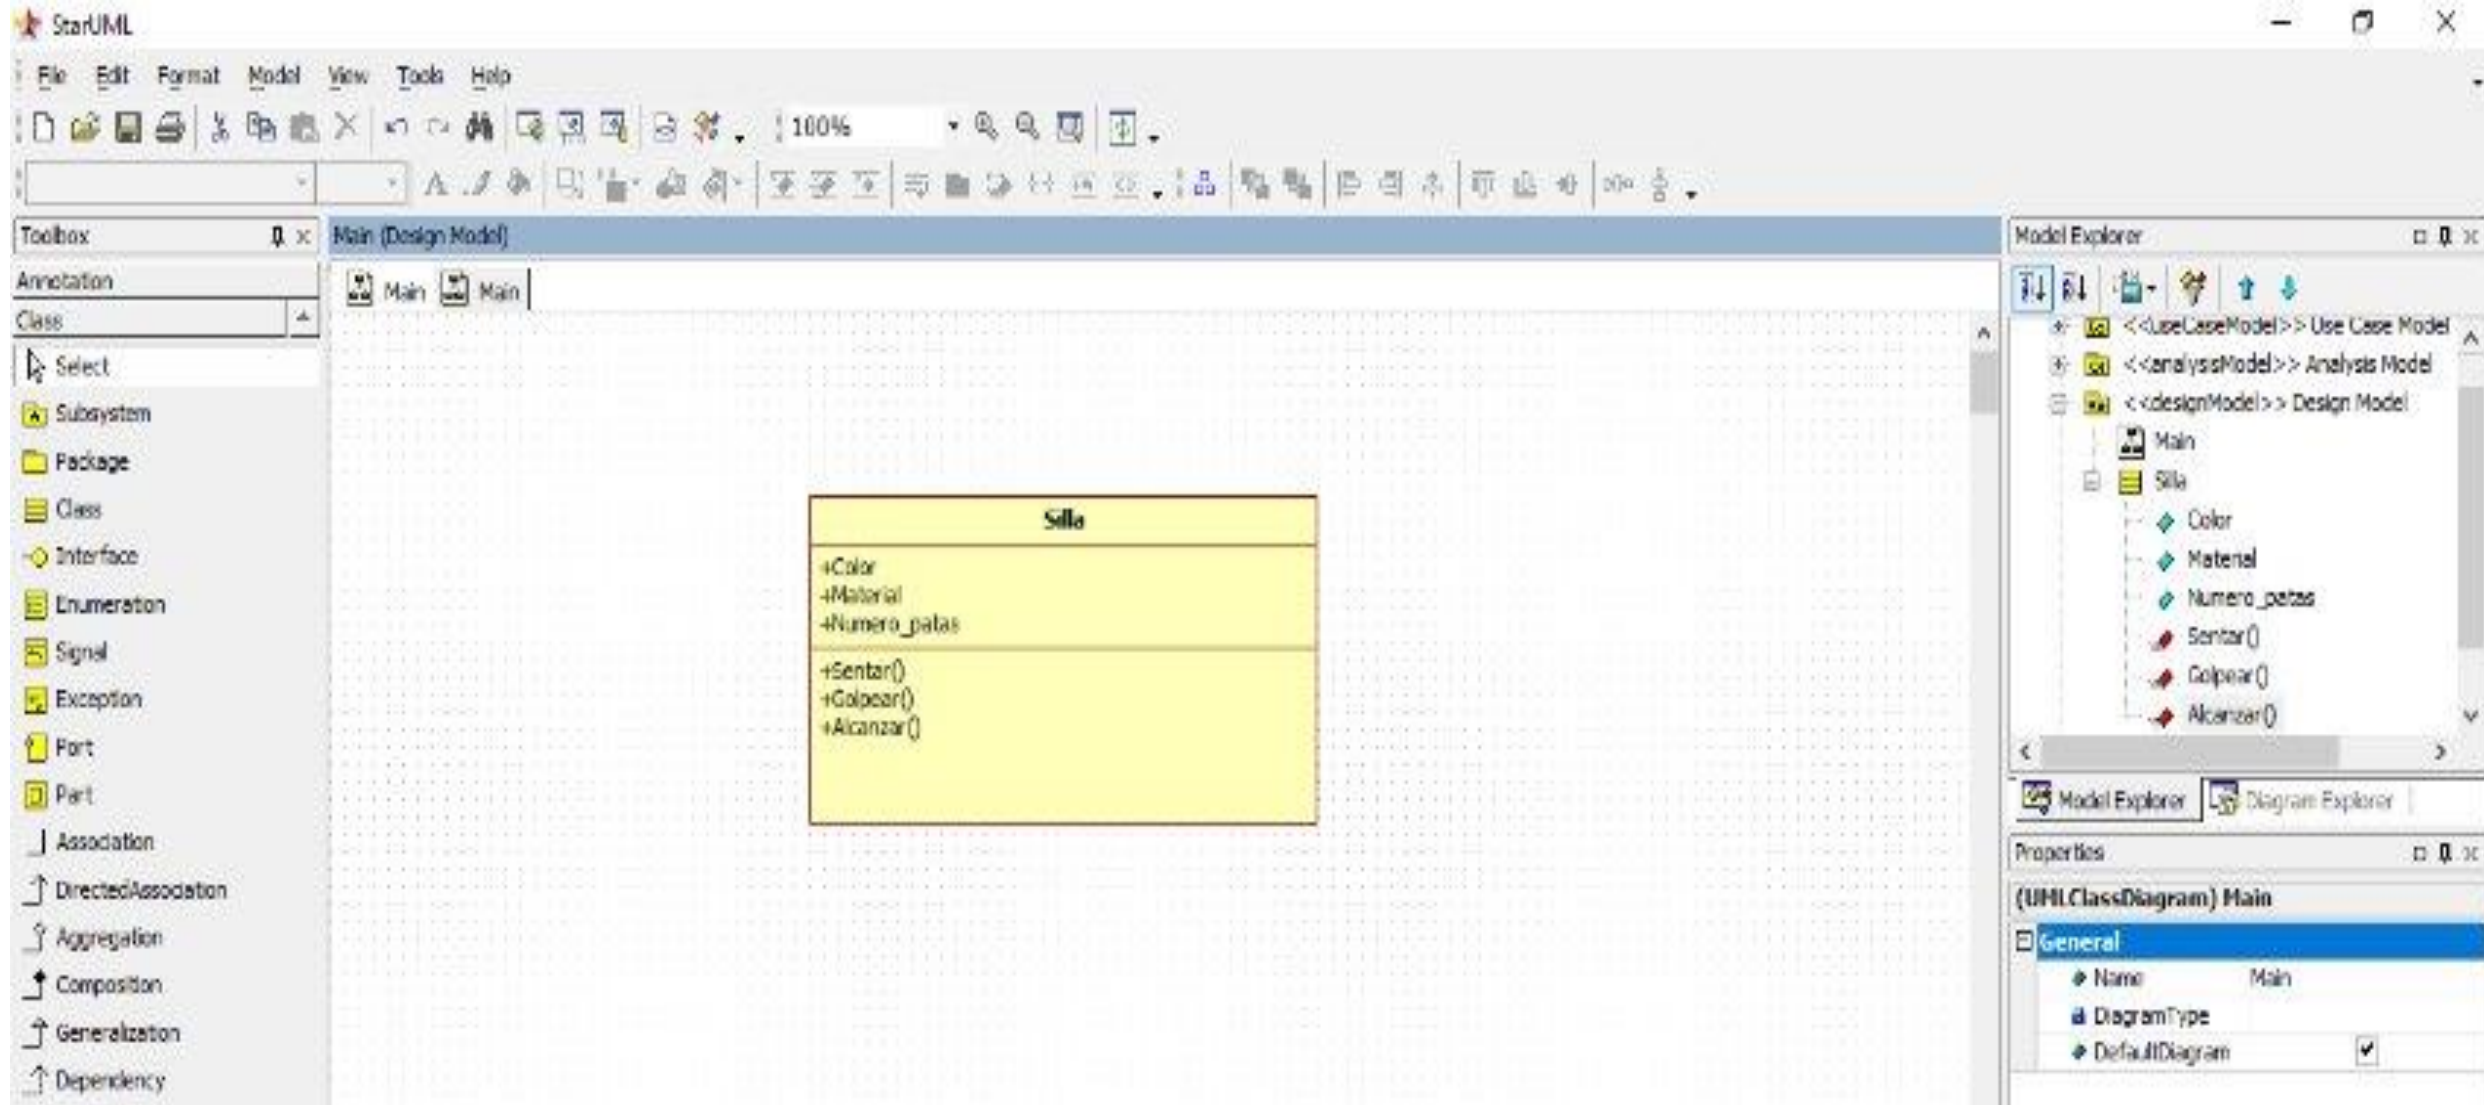 StarUML
File Edit Format Model View Tools Help
100%
Toolbox
Annotation
Class
Select
Subsystem
Package
Class
Interface
Enumeration
Signal
Exception
Port
Part
Association
DirectedAssociation
Aggregation
Composition
Generalization
Dependency
Main (Design Model)
Main Main
Silla
+Color
+Material
+Numero_patas
+Sentar()
+Golpear()
+Alcanzar()
Model Explorer
<<useCaseModel>> Use Case Model
<<analysisModel>> Analysis Model
<<designModel>> Design Model
Main
Silla
Color
Material
Numero_patas
Sentar()
Golpear()
Alcanzar()
Model Explorer Diagram Explorer
Properties
(UMLClassDiagram) Main
General
Name Main
DiagramType
DefaultDiagram